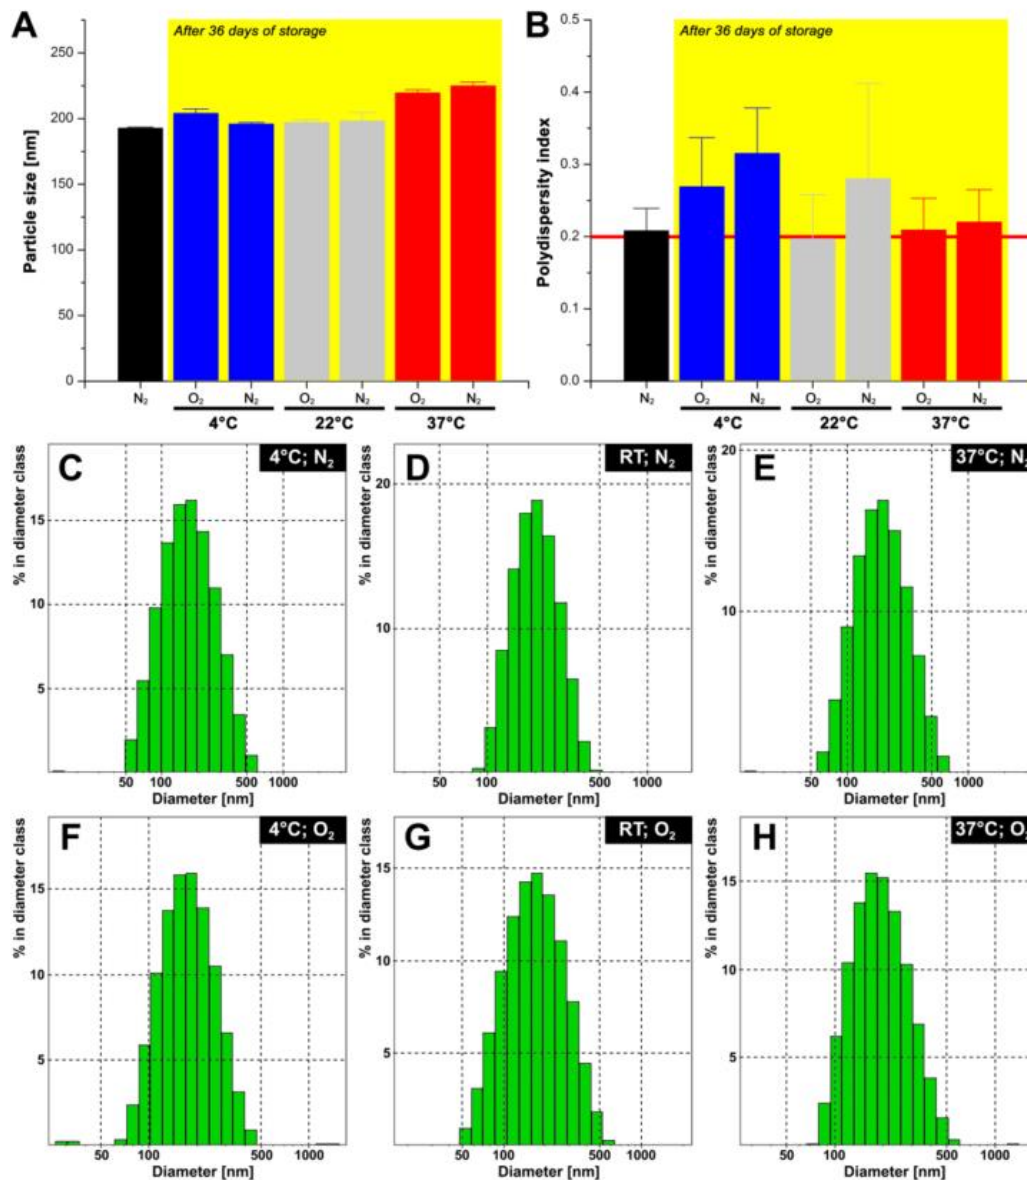 A
After 36 days of storage
Particle size [nm]
250
200
150
100
50
0
N₂ O₂ N₂ O₂ N₂ O₂ N₂
4°C 22°C 37°C
B
After 36 days of storage
Polydispersity index
0.5
0.4
0.3
0.2
0.1
0.0
N₂ O₂ N₂ O₂ N₂ O₂ N₂
4°C 22°C 37°C
C
4°C; N₂
% in diameter class
15
10
5
50 100 500 1000
Diameter [nm]
D
RT; N₂
% in diameter class
20
10
50 100 500 1000
Diameter [nm]
E
37°C; N₂
% in diameter class
20
10
100 500 1000
Diameter [nm]
F
4°C; O₂
% in diameter class
15
10
5
50 100 500 1000
Diameter [nm]
G
RT; O₂
% in diameter class
15
10
5
50 100 500 1000
Diameter [nm]
H
37°C; O₂
% in diameter class
15
10
5
50 100 500 1000
Diameter [nm]